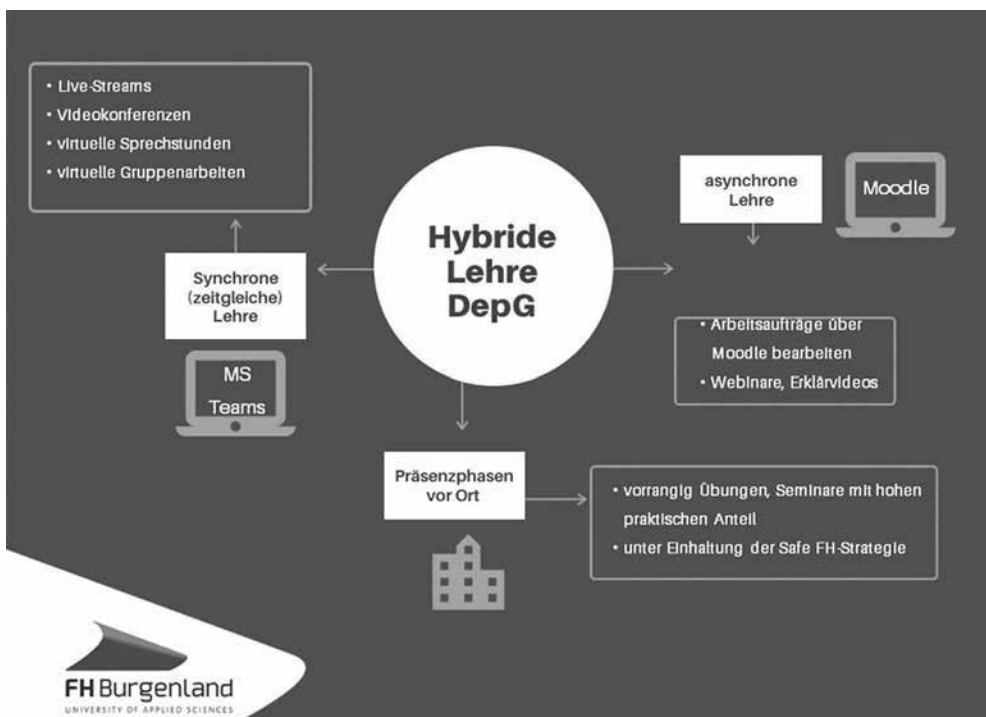 • Live-Streams
• Videokonferenzen
• virtuelle Sprechstunden
• virtuelle Gruppenarbeiten
Synchrone
(zeitgleiche)
Lehre
MS
Teams
Hybride
Lehre
DepG
asynchrone
Lehre
Moodle
• Arbeitsaufträge über
Moodle bearbeiten
• Webinare, Erklärvideos
Präsenzphasen
vor Ort
• vorrangig Übungen, Seminare mit hohen
praktischen Anteil
• unter Einhaltung der Safe FH-Strategie
FH Burgenland
UNIVERSITY OF APPLIED SCIENCES